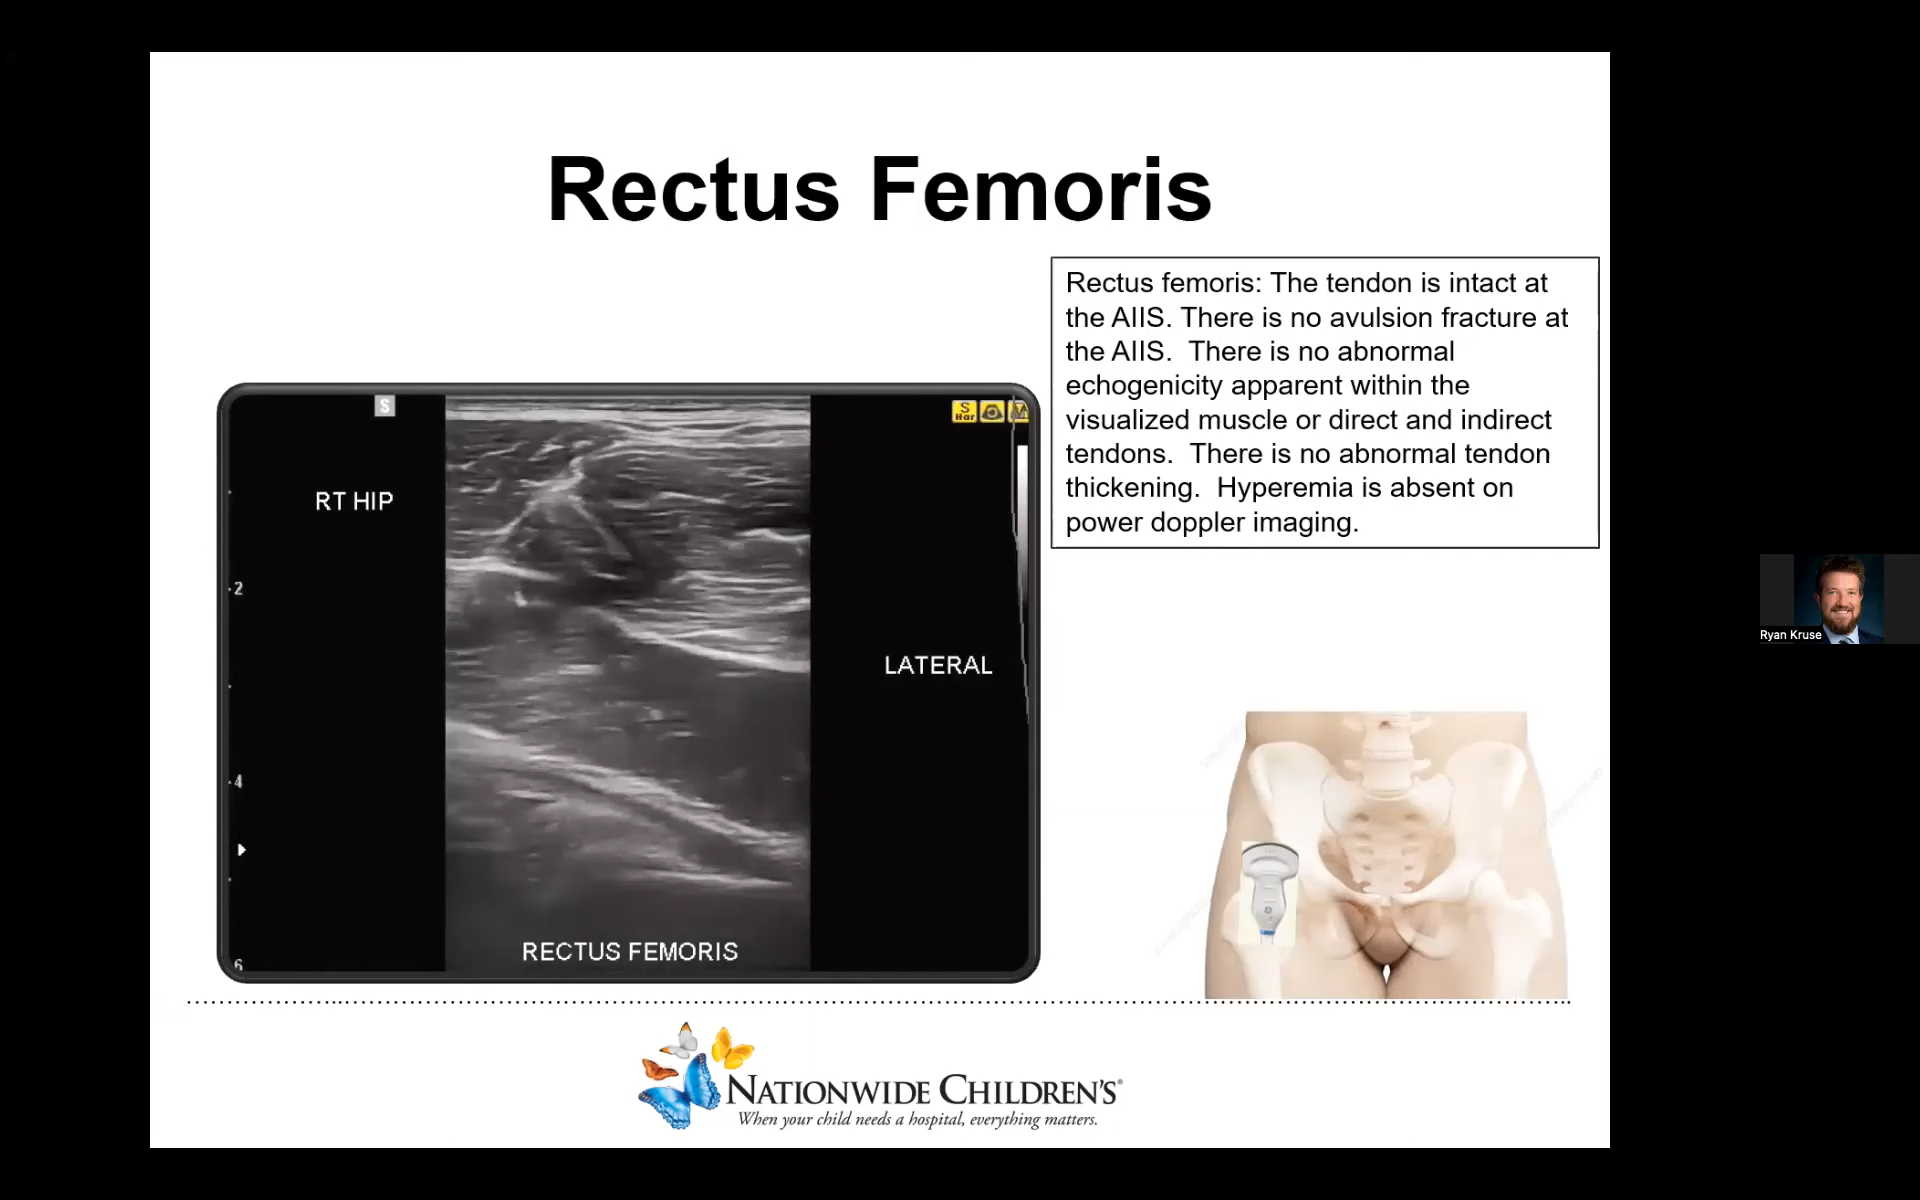 Rectus Femoris
Rectus femoris: The tendon is intact at
the AIIS. There is no avulsion fracture at
the AIIS. There is no abnormal
echogenicity apparent within the
visualized muscle or direct and indirect
tendons. There is no abnormal tendon
thickening. Hyperemia is absent on
power doppler imaging.
S
S
Har
RT HIP
2
LATERAL
4
6
RECTUS FEMORIS
Ryan Kruse
NATIONWIDE CHILDREN'S®
When your child needs a hospital, everything matters.